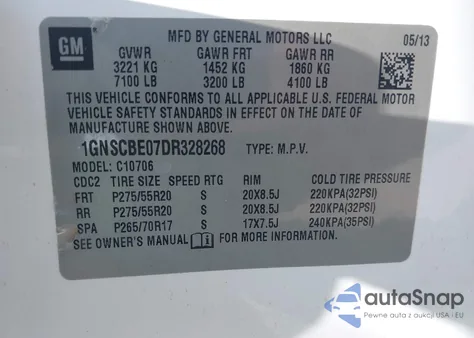 GM
MFD BY GENERAL MOTORS LLC
05/13
GVWR GAWR FRT GAWR RR
3221 KG 1452 KG 1860 KG
7100 LB 3200 LB 4100 LB
THIS VEHICLE CONFORMS TO ALL APPLICABLE U.S. FEDERAL MOTOR
VEHICLE SAFETY AND THEFT PREVENTION STANDARDS IN EFFECT ON THE DATE OF
MANUFACTURE SHOWN ABOVE.
1GNSCBE07DR328268 TYPE: M.P.V.
MODEL: C10706
CDC2 TIRE SIZE SPEED RTG RIM COLD TIRE PRESSURE
FRT P275/55R20 S 20X8.5J 220KPA(32PSI)
RR P275/55R20 S 20X8.5J 220KPA(32PSI)
SPA P265/70R17 S 17X7.5J 240KPA(35PSI)
SEE OWNER'S MANUAL FOR MORE INFORMATION.
autoSnap
Pewne auta z aukcji USA i EU